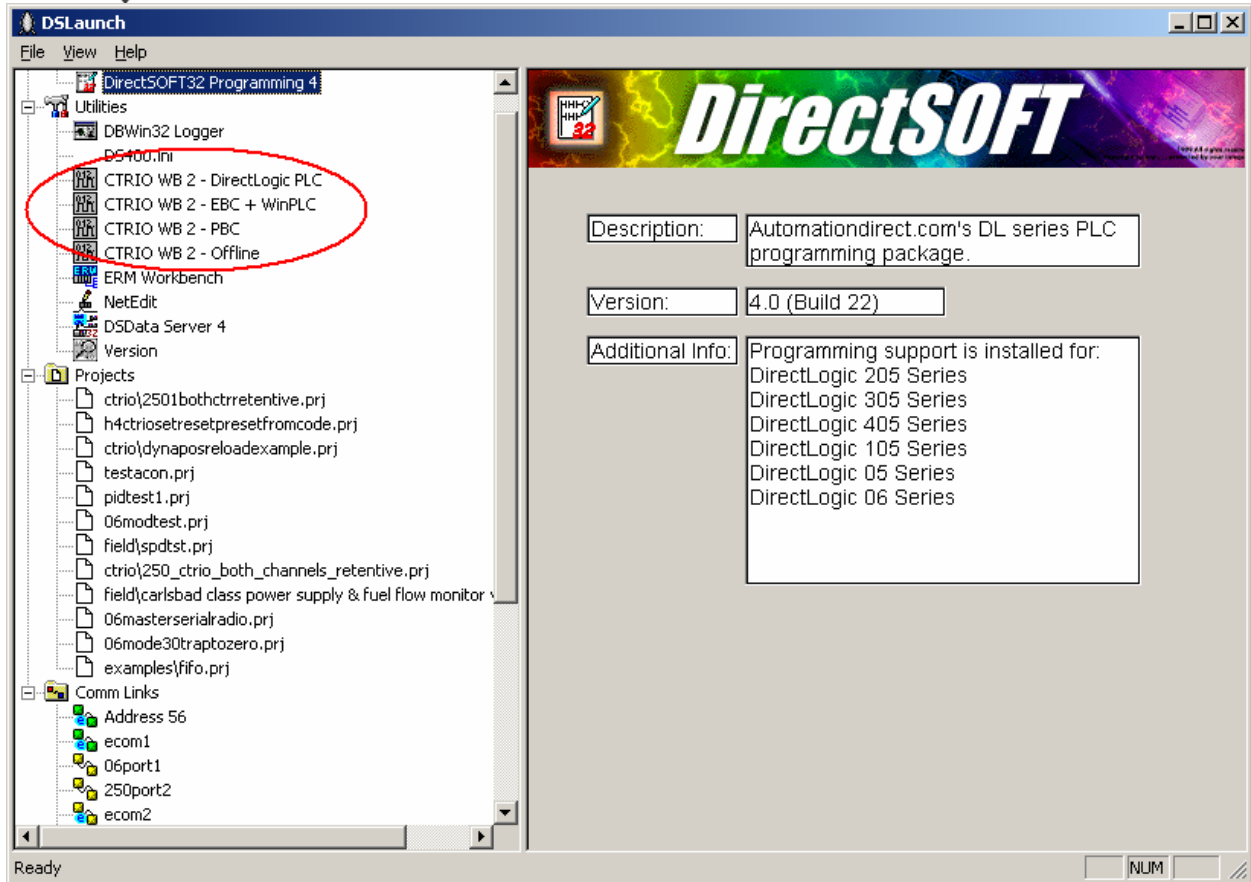 DSLaunch
File View Help
DirectSOFT32 Programming 4
Utilities
DBWin32 Logger
DS400.ini
CTRIO WB 2 - DirectLogic PLC
CTRIO WB 2 - EBC + WinPLC
CTRIO WB 2 - PBC
CTRIO WB 2 - Offline
ERM Workbench
NetEdit
DSData Server 4
Version
Projects
ctrio\2501bothctrretentive.prj
h4ctriosetresetpresetfromcode.prj
ctrio\dynaposreloadexample.prj
testacon.prj
pidtest1.prj
06modtest.prj
field\spdtst.prj
ctrio\250_ctrio_both_channels_retentive.prj
field\carlsbad class power supply & fuel flow monitor
06masterserialradio.prj
06mode30traptozero.prj
examples\fifo.prj
Comm Links
Address 56
ecom1
06port1
250port2
ecom2
32
DirectSOFT
Description:
Automationdirect.com's DL series PLC
programming package.
Version:
4.0 (Build 22)
Additional Info:
Programming support is installed for:
DirectLogic 205 Series
DirectLogic 305 Series
DirectLogic 405 Series
DirectLogic 105 Series
DirectLogic 05 Series
DirectLogic 06 Series
Ready
NUM